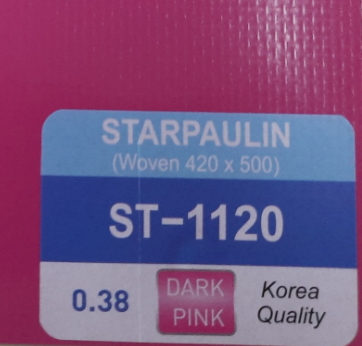 STARPAULIN
(Woven 420 x 500)
ST-1120
0.38
DARK
PINK
Korea
Quality